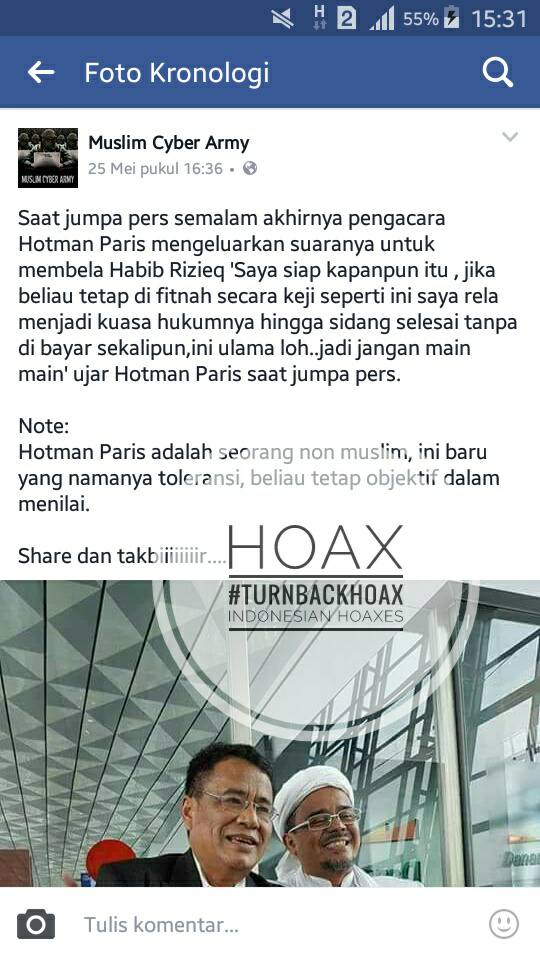 H
2
55%
15:31
Foto Kronologi
MUSLIM CYBER ARMY
Muslim Cyber Army
25 Mei pukul 16:36 •
Saat jumpa pers semalam akhirnya pengacara
Hotman Paris mengeluarkan suaranya untuk
membela Habib Rizieq 'Saya siap kapanpun itu , jika
beliau tetap di fitnah secara keji seperti ini saya rela
menjadi kuasa hukumnya hingga sidang selesai tanpa
di bayar sekalipun,ini ulama loh..jadi jangan main
main' ujar Hotman Paris saat jumpa pers.
Note:
Hotman Paris adalah seorang non muslim, ini baru
yang namanya toleransi, beliau tetap objektif dalam
menilai.
Share dan takbiiiiiiiiir....
HOAX
#TURNBACKHOAX
INDONESIAN HOAXES
Tulis komentar...